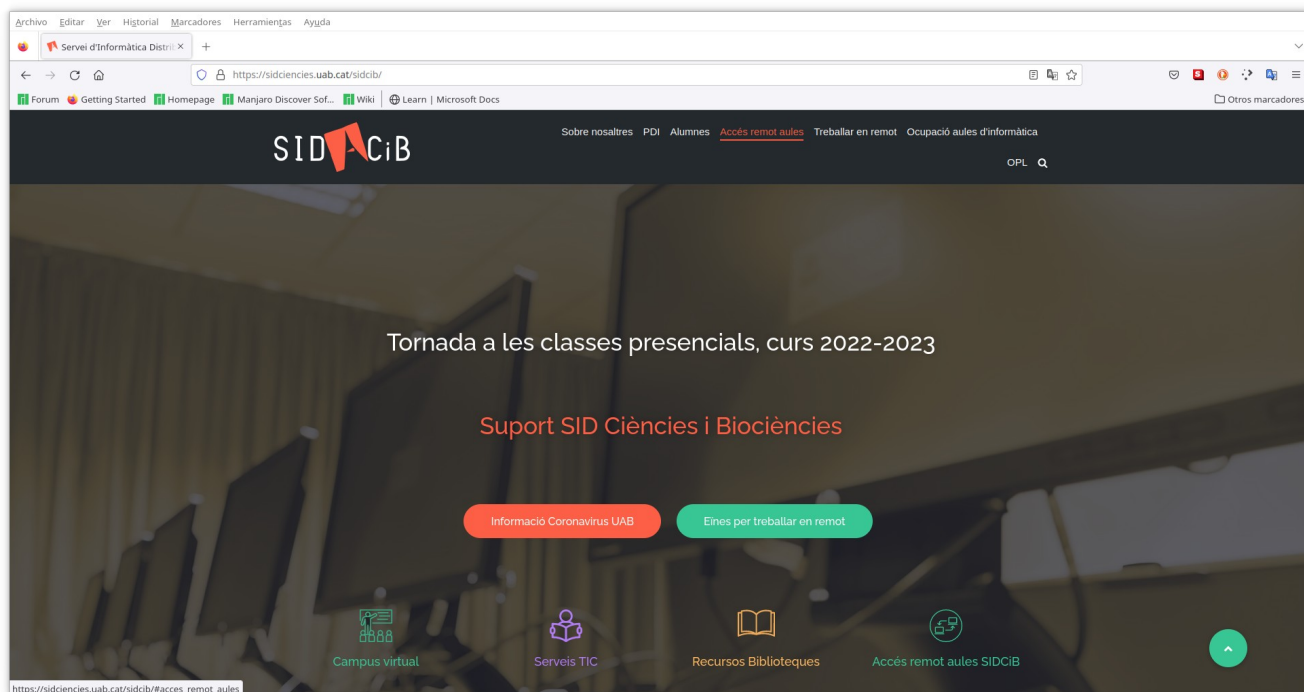 Archivo Editar Ver Historial Marcadores Herramientas Ayuda
Servei d'Informàtica Distri
https://sidciencies.uab.cat/sidcib/
Forum Getting Started Homepage Manjaro Discover Sof... Wiki Learn | Microsoft Docs Otros marcadores
SID CiB
Sobre nosaltres PDI Alumnes Accés remot aules Treballar en remot Ocupació aules d'informàtica
OPL
Tornada a les classes presencials, curs 2022-2023
Suport SID Ciències i Biociències
Informació Coronavirus UAB Eïnes per treballar en remot
Campus virtual Serveis TIC Recursos Biblioteques Accés remot aules SIDCiB
https://sidciencies.uab.cat/sidcib/#acces_remot_aules